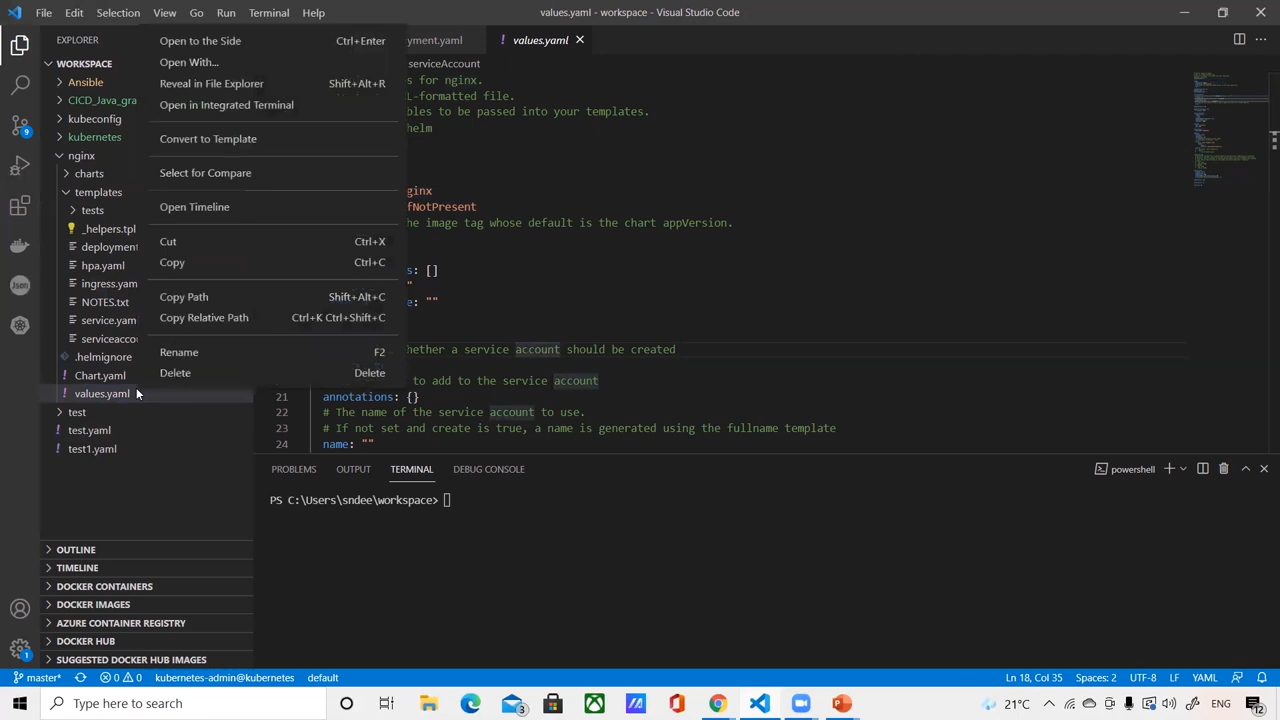 File Edit Selection View Go Run Terminal Help
values.yaml - workspace - Visual Studio Code
EXPLORER
WORKSPACE
Ansible
CICD_Java_gra
kubeconfig
kubernetes
nginx
charts
templates
tests
_helpers.tpl
deployment
hpa.yaml
ingress.yam
NOTES.txt
service.yam
serviceaccou
.helmignore
Chart.yaml
values.yaml
test
test.yaml
test1.yaml
OUTLINE
TIMELINE
DOCKER CONTAINERS
DOCKER IMAGES
AZURE CONTAINER REGISTRY
DOCKER HUB
SUGGESTED DOCKER HUB IMAGES
9
Json
1
Open to the Side Ctrl+Enter
Open With...
Reveal in File Explorer Shift+Alt+R
Open in Integrated Terminal
Convert to Template
Select for Compare
Open Timeline
Cut Ctrl+X
Copy Ctrl+C
Copy Path Shift+Alt+C
Copy Relative Path Ctrl+K Ctrl+Shift+C
Rename F2
Delete Delete
yment.yaml ! values.yaml
serviceAccount
s for nginx.
L-formatted file.
bles to be passed into your templates.
helm
ginx
fNotPresent
he image tag whose default is the chart appVersion.
s: []
"
e: ""
hether a service account should be created
to add to the service account
21 annotations: {}
22 # The name of the service account to use.
23 # If not set and create is true, a name is generated using the fullname template
24 name: ""
PROBLEMS OUTPUT TERMINAL DEBUG CONSOLE
powershell
PS C:\Users\sndee\workspace>
master* 0 0 kubernetes-admin@kubernetes default
Ln 18, Col 35 Spaces: 2 UTF-8 LF YAML
Type here to search
3
21°C
ENG
12